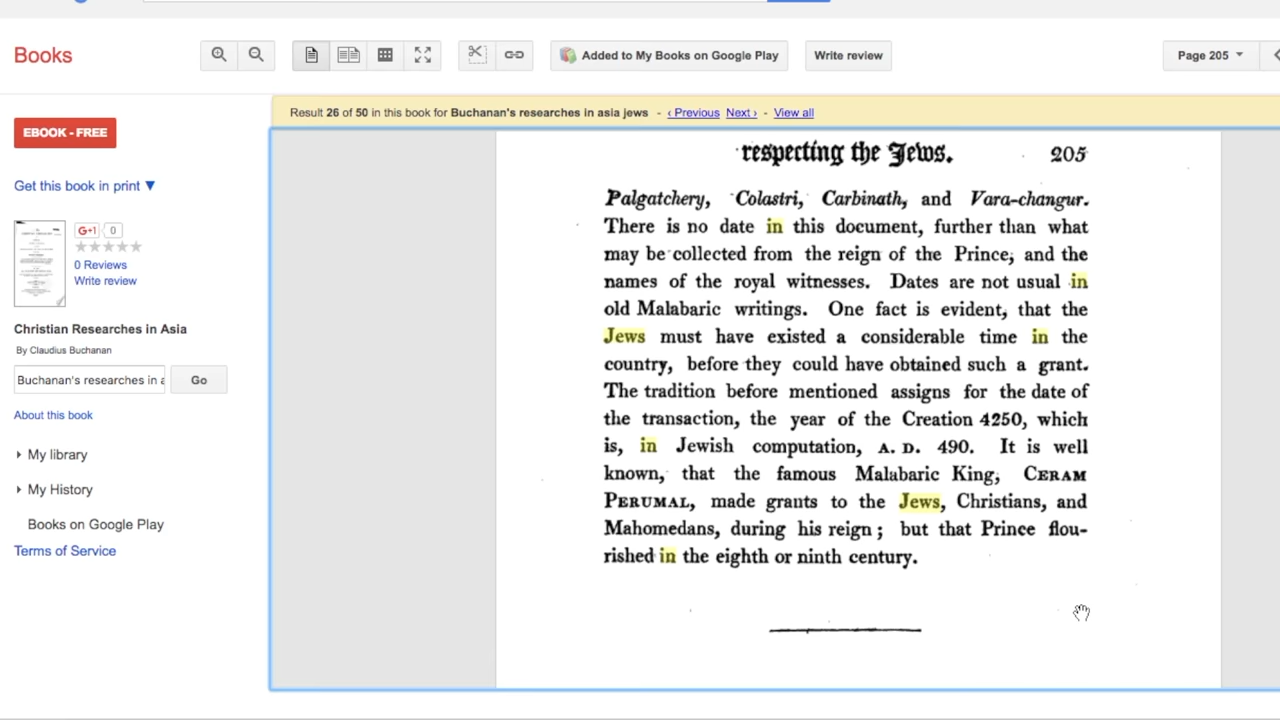 Books
Added to My Books on Google Play
Write review
Page 205
Result 26 of 50 in this book for Buchanan's researches in asia jews - ‹ Previous Next › - View all
EBOOK - FREE
Get this book in print ▼
G+1 0
0 Reviews
Write review
Christian Researches in Asia
By Claudius Buchanan
Buchanan's researches in a
Go
About this book
My library
My History
Books on Google Play
Terms of Service
respecting the Jews. 205
Palgatchery, Colastri, Carbinath, and Vara-changur.
There is no date in this document, further than what
may be collected from the reign of the Prince, and the
names of the royal witnesses. Dates are not usual in
old Malabaric writings. One fact is evident, that the
Jews must have existed a considerable time in the
country, before they could have obtained such a grant.
The tradition before mentioned assigns for the date of
the transaction, the year of the Creation 4250, which
is, in Jewish computation, A. D. 490. It is well
known, that the famous Malabaric King, CERAM
PERUMAL, made grants to the Jews, Christians, and
Mahomedans, during his reign; but that Prince flou-
rished in the eighth or ninth century.